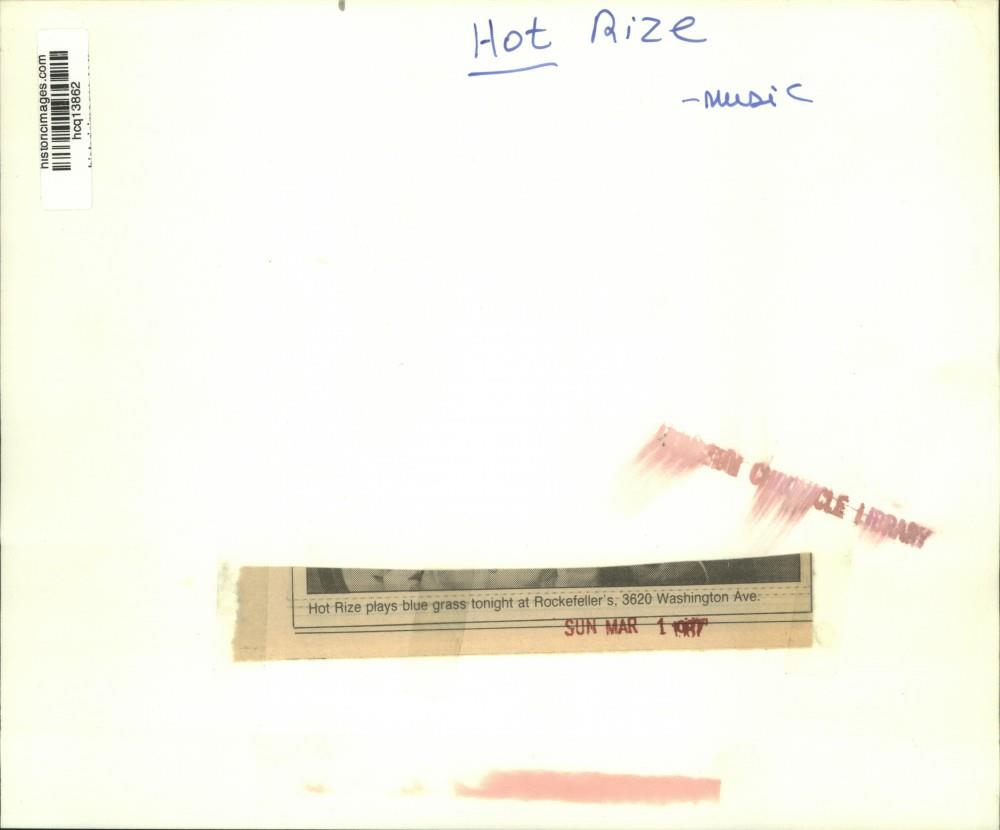 Hot Rize
-music
historicimages.com
hcq13862
CHRONICLE LIBRARY
Hot Rize plays blue grass tonight at Rockefeller's, 3620 Washington Ave.
SUN MAR 1 1987